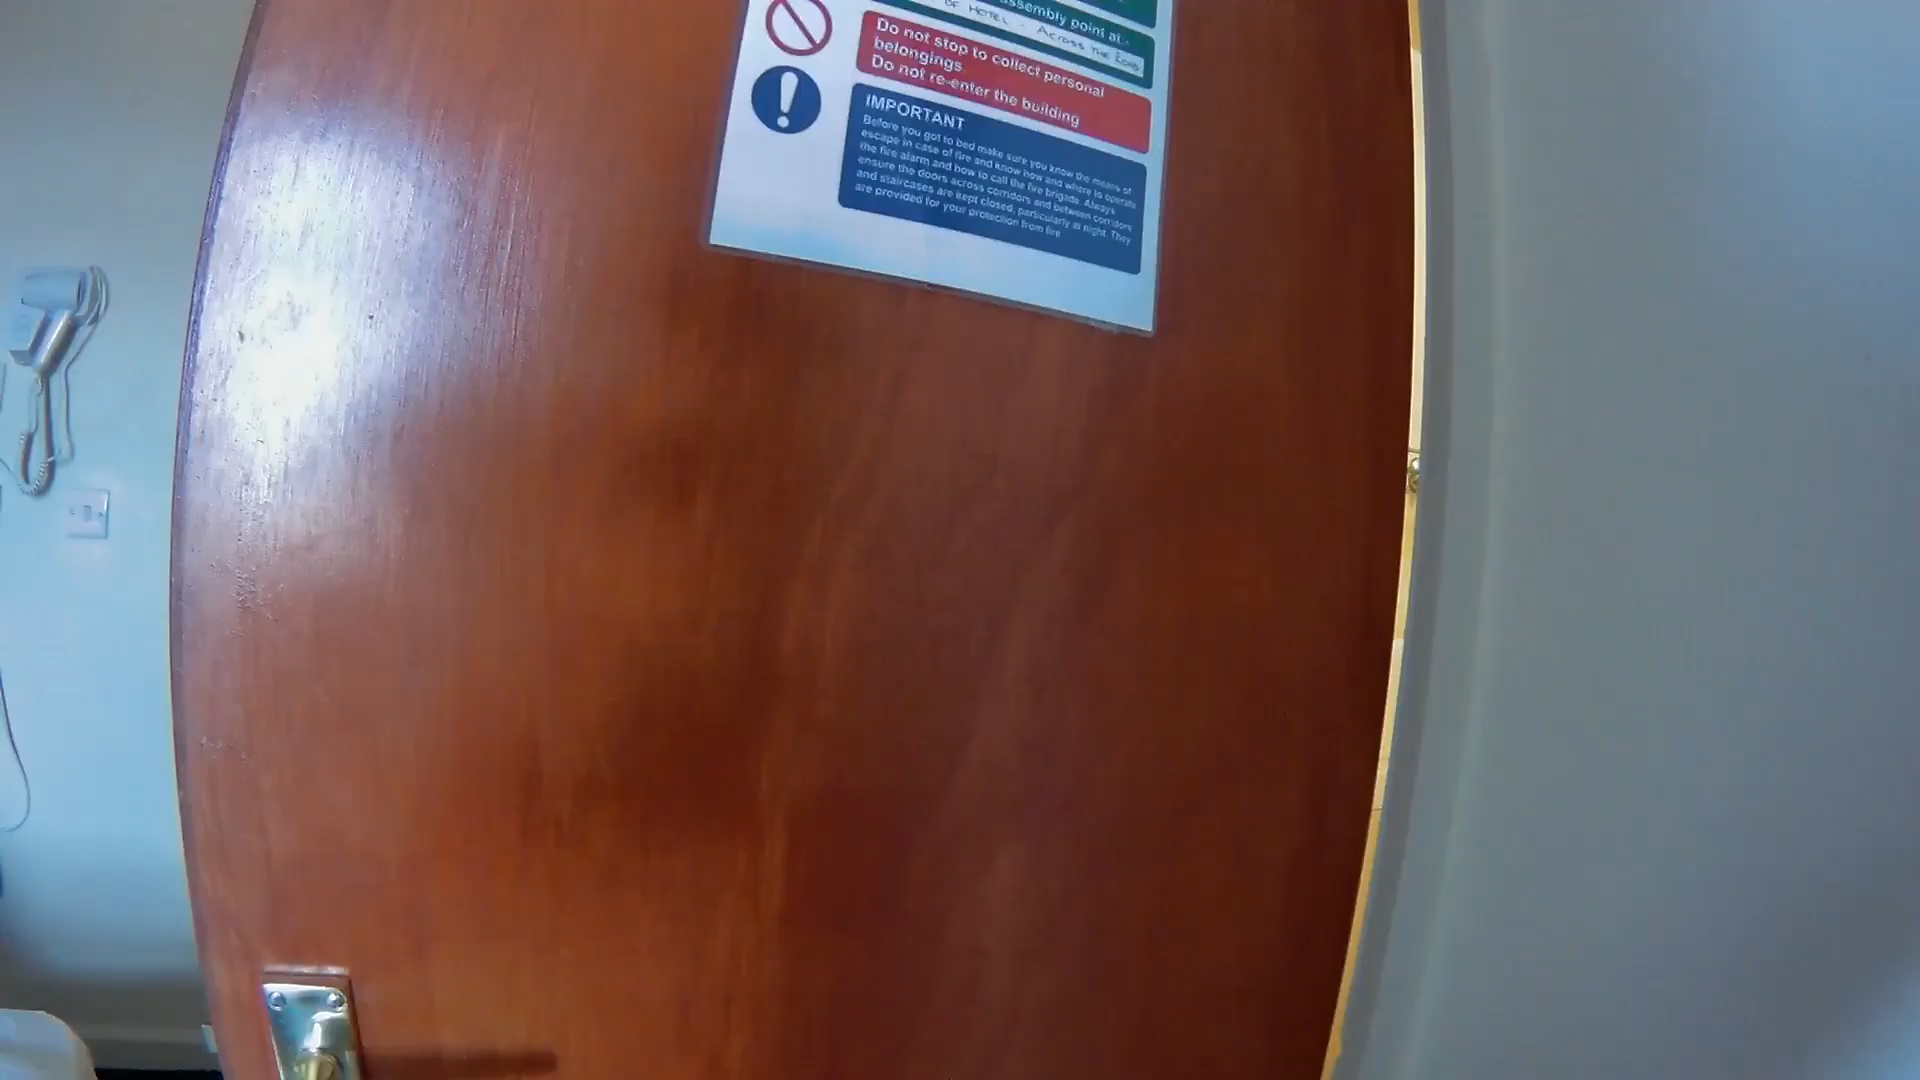 assembly point at:-
OF HOTEL - ACROSS THE
Do not stop to collect personal
belongings
Do not re-enter the building
IMPORTANT
Before you got to bed make sure you know the means of
escape in case of fire and know how and where to operate
the fire alarm and how to call the fire brigade. Always
ensure the doors across corridors and between corridors
and staircases are kept closed, particularly at night. They
are provided for your protection from fire